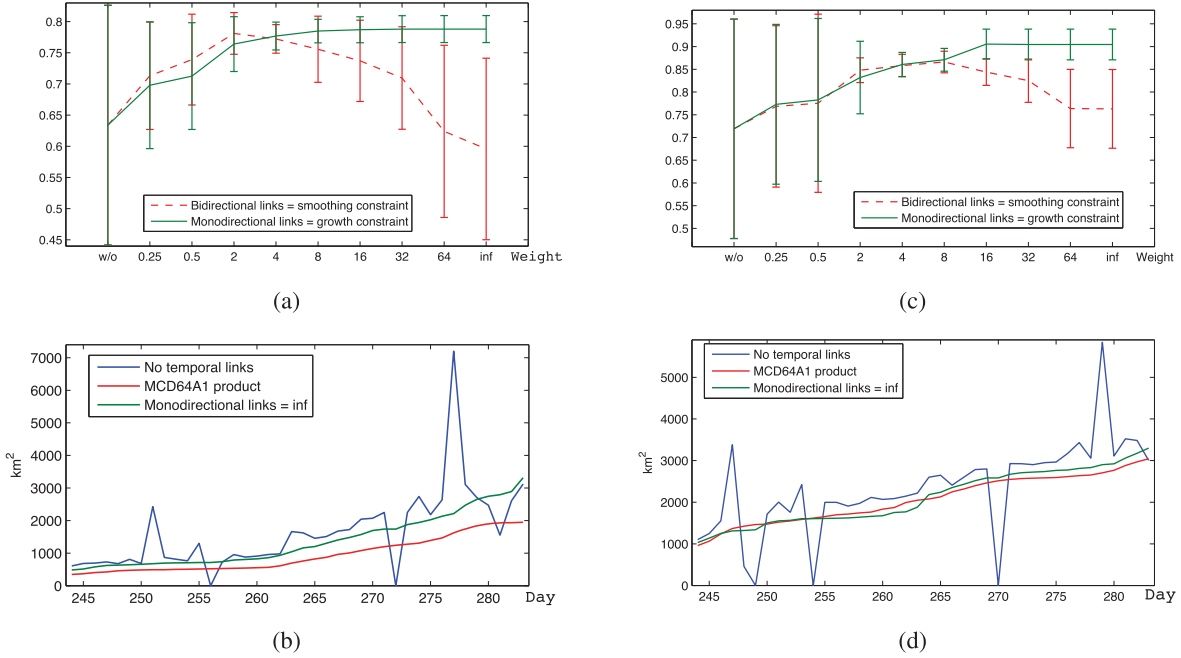 0.8
0.75
0.7
0.65
0.6
0.55
0.5
0.45
Bidirectional links = smoothing constraint
Monodirectional links = growth constraint
w/o 0.25 0.5 2 4 8 16 32 64 inf Weight
(a)
0.95
0.9
0.85
0.8
0.75
0.7
0.65
0.6
0.55
0.5
Bidirectional links = smoothing constraint
Monodirectional links = growth constraint
w/o 0.25 0.5 2 4 8 16 32 64 inf Weight
(c)
7000
6000
5000
4000
3000
2000
1000
0
km²
No temporal links
MCD64A1 product
Monodirectional links = inf
245 250 255 260 265 270 275 280 Day
(b)
5000
4000
3000
2000
1000
0
km²
No temporal links
MCD64A1 product
Monodirectional links = inf
245 250 255 260 265 270 275 280 Day
(d)